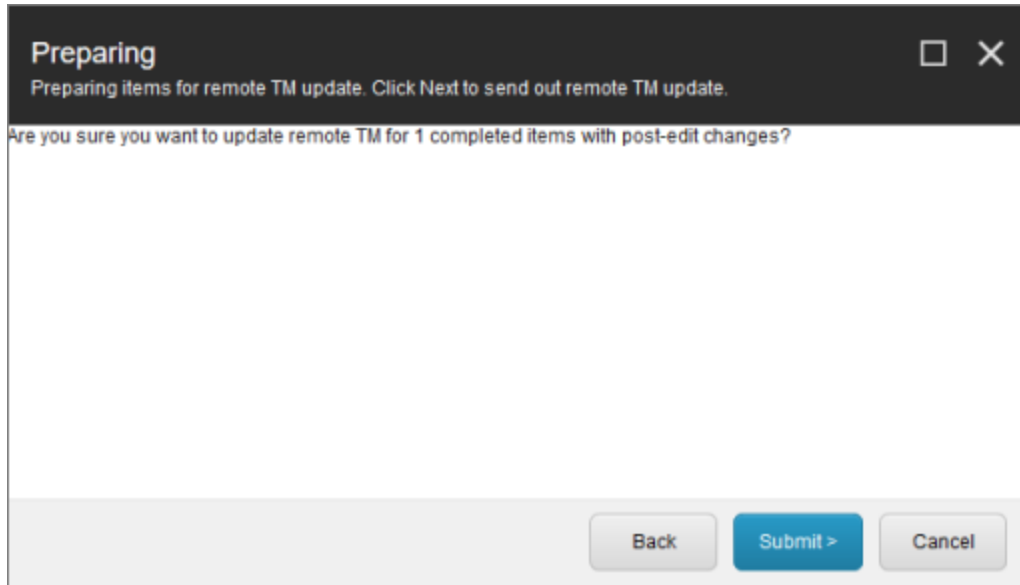 Preparing
Preparing items for remote TM update. Click Next to send out remote TM update.
Are you sure you want to update remote TM for 1 completed items with post-edit changes?
Back
Submit >
Cancel